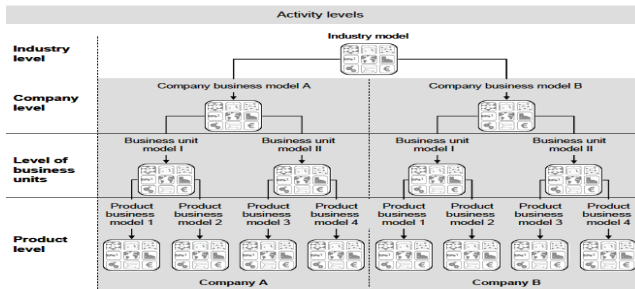 Activity levels
Industry model
Industry
level
Company business model A
Company business model B
Company
level
Business unit
model I
Business unit
model II
Business unit
model I
Business unit
model II
Level of
business
units
Product
business
model 1
Product
business
model 2
Product
business
model 3
Product
business
model 4
Product
business
model 1
Product
business
model 2
Product
business
model 3
Product
business
model 4
Product
level
Company A
Company B